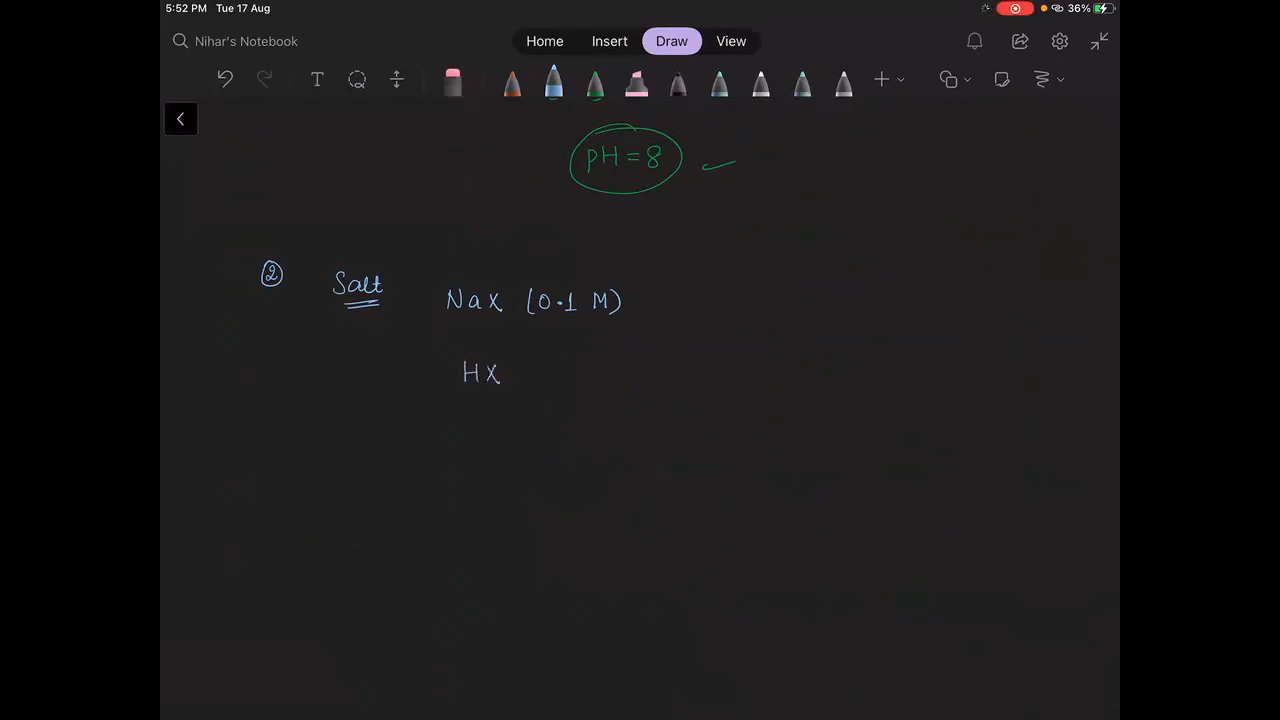 5:52 PM Tue 17 Aug
36%
Nihar's Notebook
Home Insert Draw View
pH = 8
② Salt NaX (0.1 M)
HX